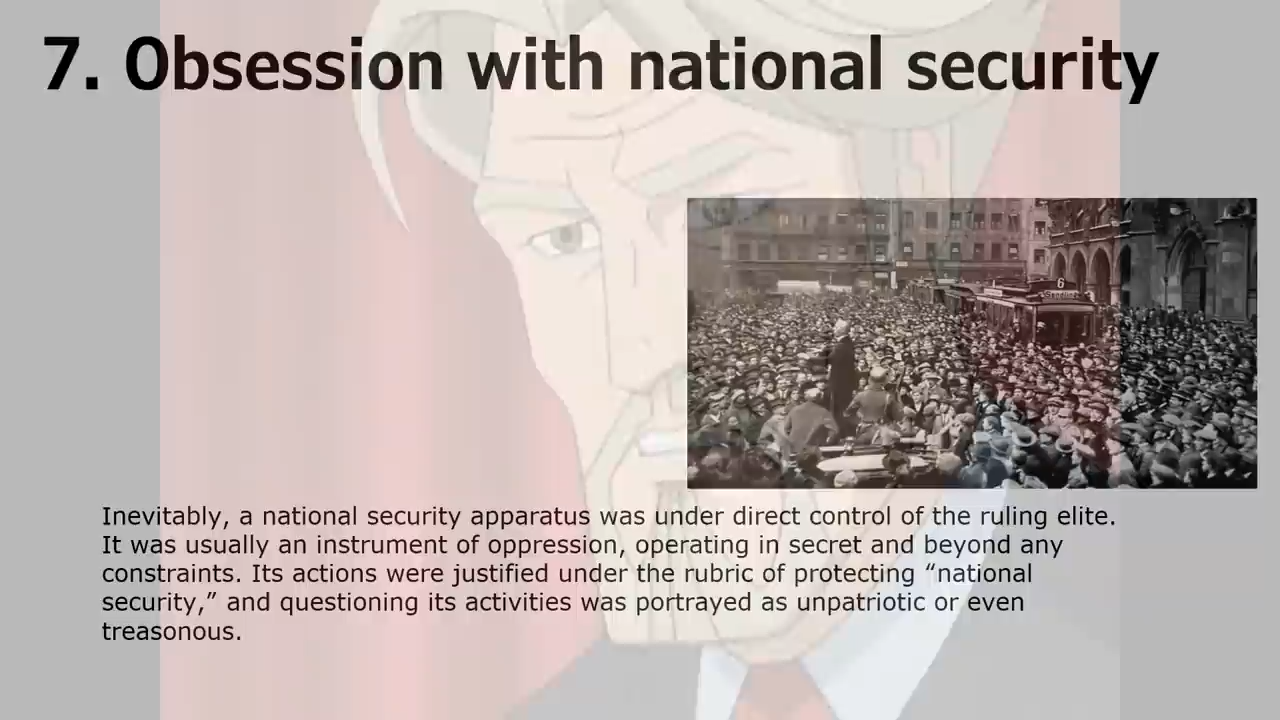 7. Obsession with national security
6
Inevitably, a national security apparatus was under direct control of the ruling elite.
It was usually an instrument of oppression, operating in secret and beyond any
constraints. Its actions were justified under the rubric of protecting “national
security,” and questioning its activities was portrayed as unpatriotic or even
treasonous.